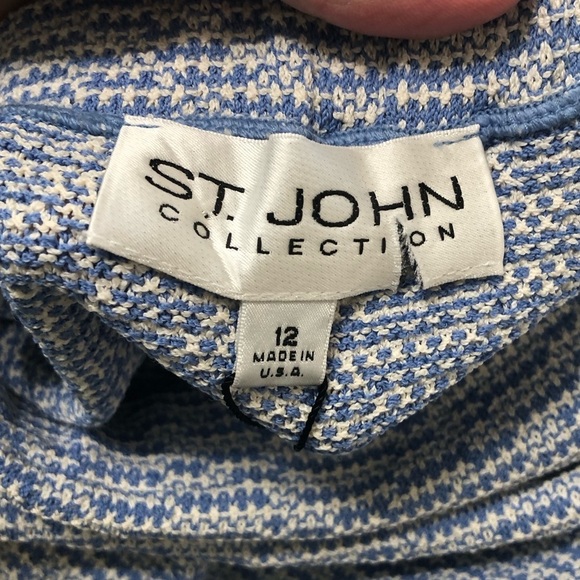 ST. JOHN
COLLECTION
12
MADE IN
U.S.A.